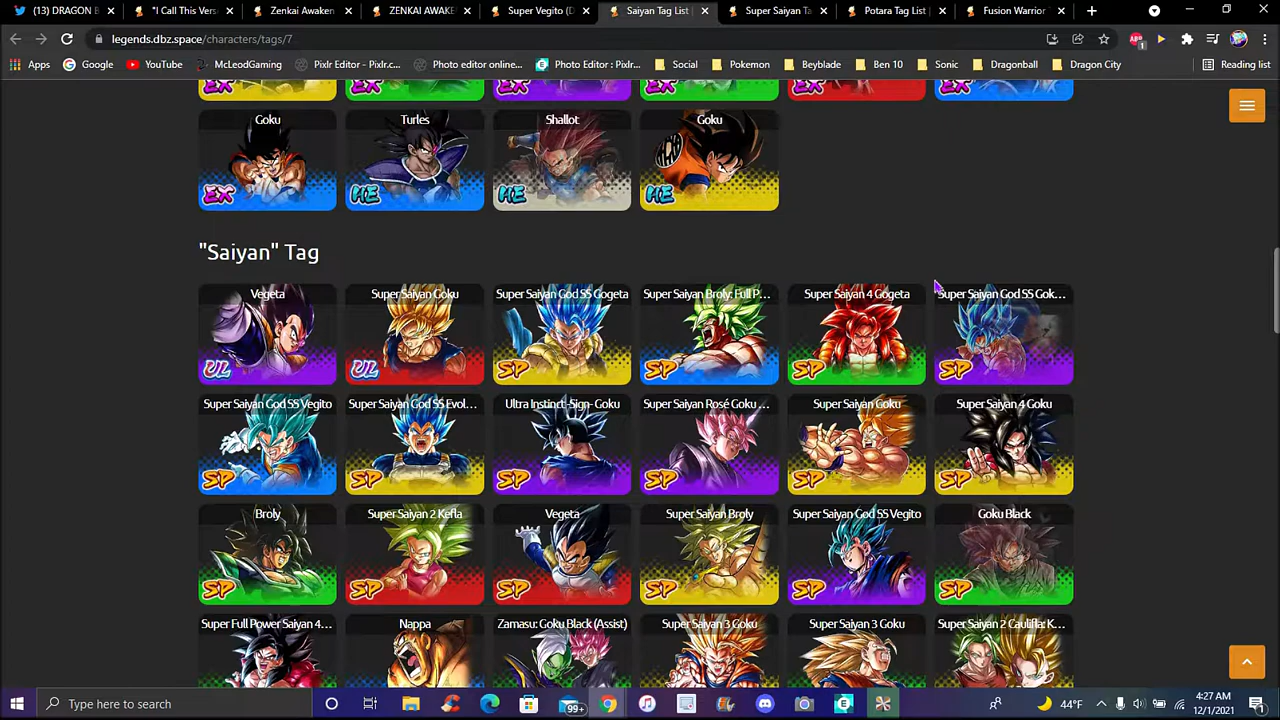 (13) DRAGON B
"I Call This Verse
Zenkai Awaken
ZENKAI AWAKE
Super Vegito (D
Saiyan Tag List
Super Saiyan Ta
Potara Tag List
Fusion Warrior T
legends.dbz.space/characters/tags/7
Apps
Google
YouTube
McLeodGaming
Pixlr Editor - Pixlr.c...
Photo editor online...
Photo Editor : Pixlr...
Social
Pokemon
Beyblade
Ben 10
Sonic
Dragonball
Dragon City
Reading list
EX EX EX EX EX EX
Goku Turles Shallot Goku
EX HE HE HE
"Saiyan" Tag
Vegeta Super Saiyan Goku Super Saiyan God SS Gogeta Super Saiyan Broly: Full P... Super Saiyan 4 Gogeta Super Saiyan God SS Gok...
UL UL SP SP SP SP
Super Saiyan God SS Vegito Super Saiyan God SS Evol... Ultra Instinct -Sign- Goku Super Saiyan Rosé Goku ... Super Saiyan Goku Super Saiyan 4 Goku
SP SP SP SP SP SP
Broly Super Saiyan 2 Kefla Vegeta Super Saiyan Broly Super Saiyan God SS Vegito Goku Black
SP SP SP SP SP SP
Super Full Power Saiyan 4... Nappa Zamasu: Goku Black (Assist) Super Saiyan 3 Goku Super Saiyan 3 Goku Super Saiyan 2 Caulifla: K...
Type here to search
99+
44°F
4:27 AM
12/1/2021